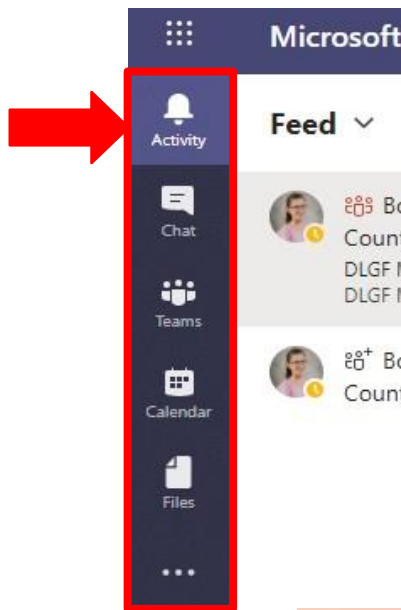 Microsoft
Activity
Feed
Chat
DLGF
DLGF
Teams
Calendar
Files